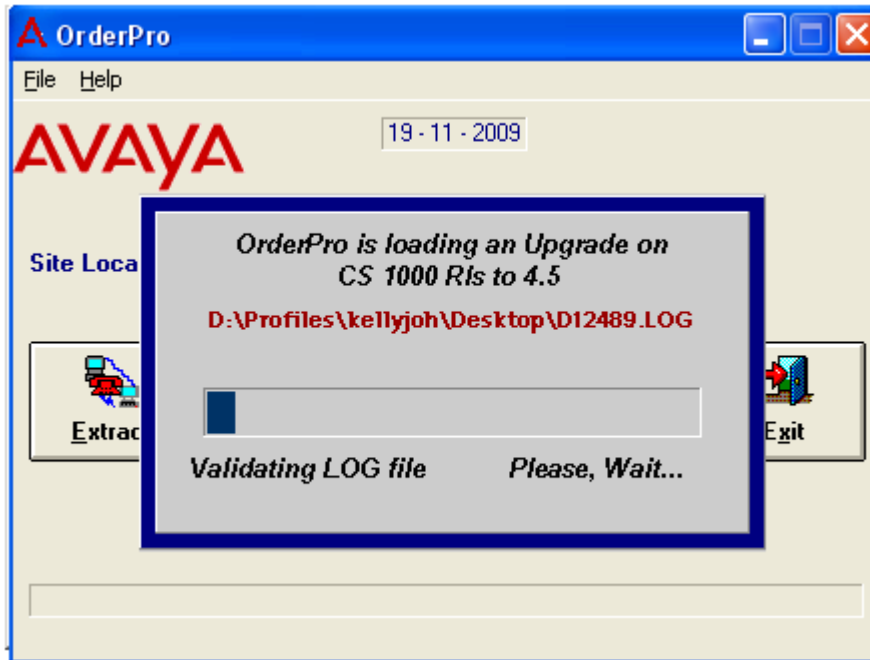 OrderPro
File Help
AVAYA
19 - 11 - 2009
OrderPro is loading an Upgrade on
CS 1000 Rls to 4.5
Site Loca
D:\Profiles\kellyjoh\Desktop\D12489.LOG
Extrac
Exit
Validating LOG file Please, Wait...